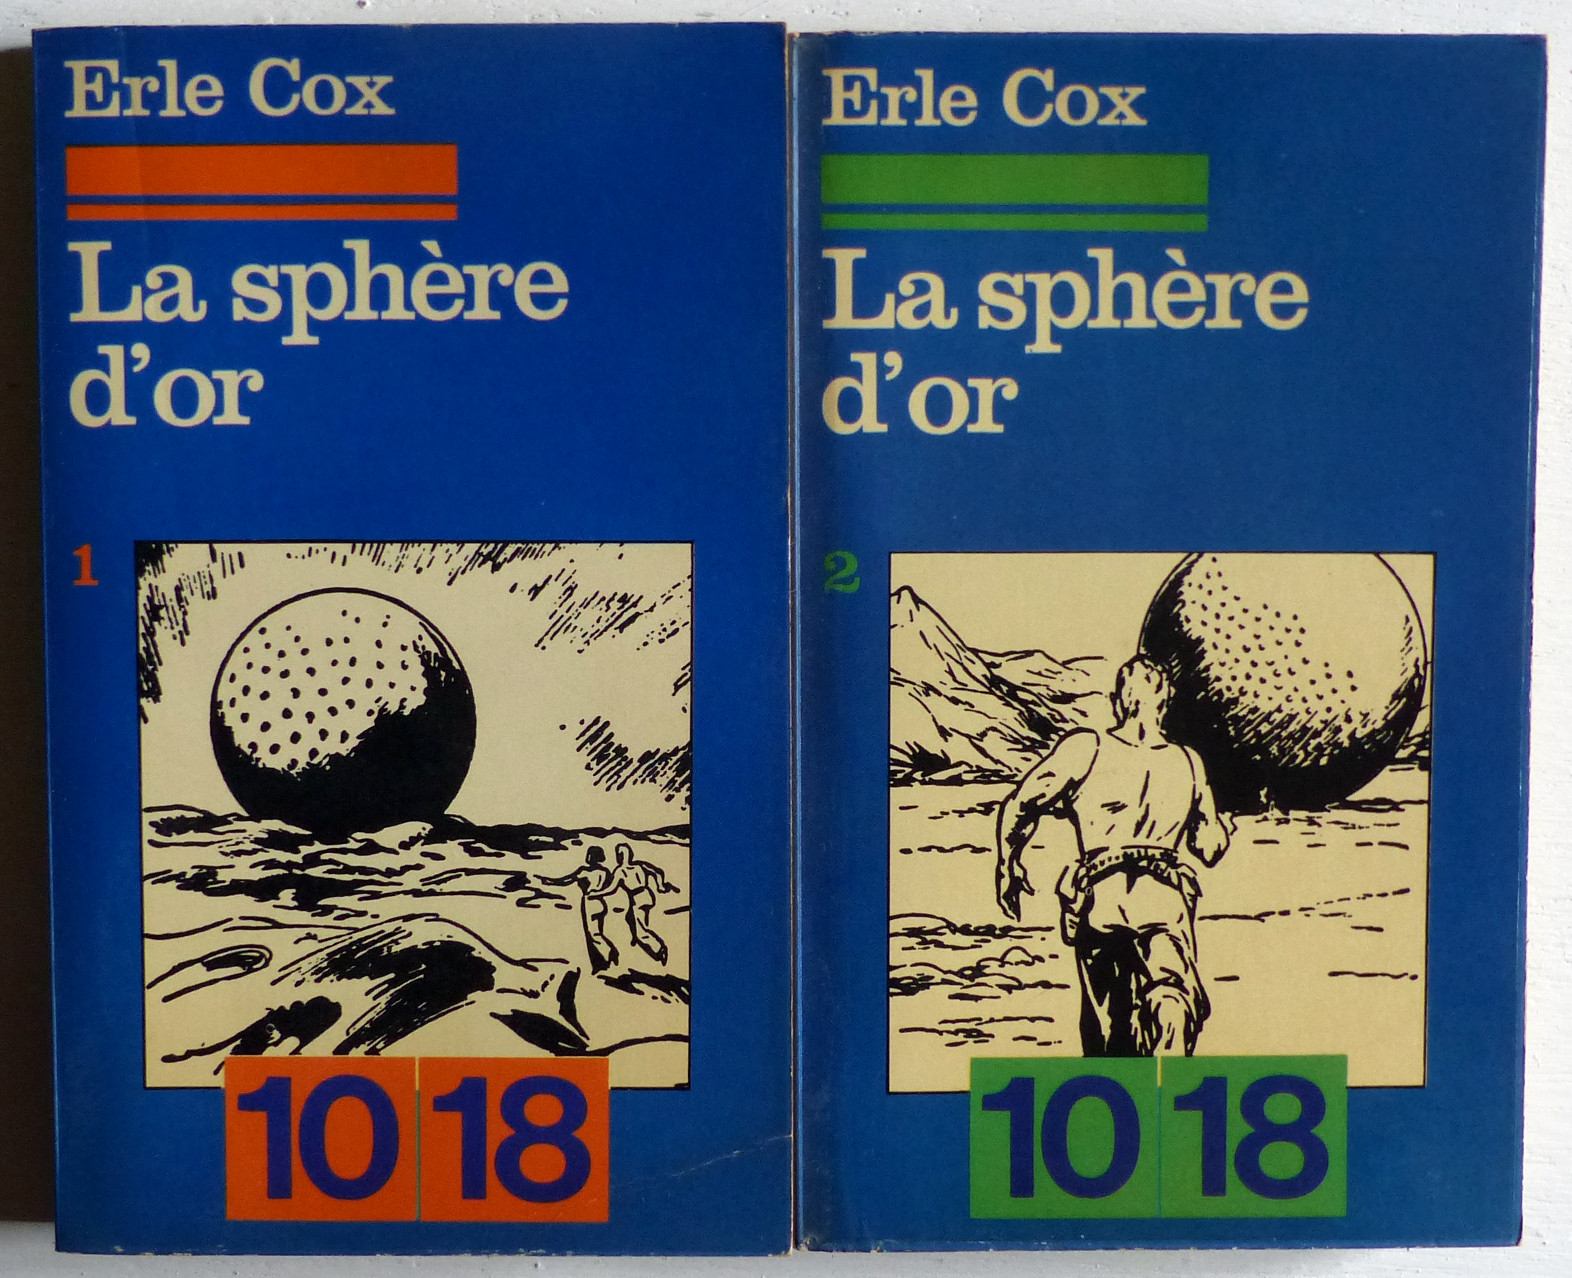 Erle Cox
La sphère
d'or
1
10 18
Erle Cox
La sphère
d'or
2
10 18